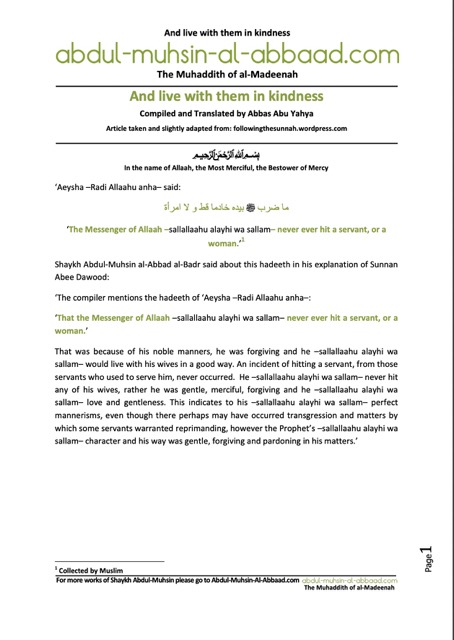 And live with them in kindness
abdul-muhsin-al-abbaad.com
The Muhaddith of al-Madeenah
And live with them in kindness
Compiled and Translated by Abbas Abu Yahya
Article taken and slightly adapted from: followingthesunnah.wordpress.com
بسم الله الرحمن الرحيم
In the name of Allaah, the Most Merciful, the Bestower of Mercy
'Aeysha –Radi Allaahu anha– said:
ما ضرب ﷺ بيده خادما قط و لا امرأة
'The Messenger of Allaah –sallallaahu alayhi wa sallam– never ever hit a servant, or a
woman.'1
Shaykh Abdul-Muhsin al-Abbad al-Badr said about this hadeeth in his explanation of Sunnan
Abee Dawood:
'The compiler mentions the hadeeth of 'Aeysha –Radi Allaahu anha–:
'That the Messenger of Allaah –sallallaahu alayhi wa sallam– never ever hit a servant, or a
woman.'
That was because of his noble manners, he was forgiving and he –sallallaahu alayhi wa
sallam– would live with his wives in a good way. An incident of hitting a servant, from those
servants who used to serve him, never occurred. He –sallallaahu alayhi wa sallam– never hit
any of his wives, rather he was gentle, merciful, forgiving and he –sallallaahu alayhi wa
sallam– love and gentleness. This indicates to his –sallallaahu alayhi wa sallam– perfect
mannerisms, even though there perhaps may have occurred transgression and matters by
which some servants warranted reprimanding, however the Prophet's –sallallaahu alayhi wa
sallam– character and his way was gentle, forgiving and pardoning in his matters.'
Page1
1 Collected by Muslim
For more works of Shaykh Abdul-Muhsin please go to Abdul-Muhsin-Al-Abbaad.com abdul-muhsin-al-abbaad.com
The Muhaddith of al-Madeenah